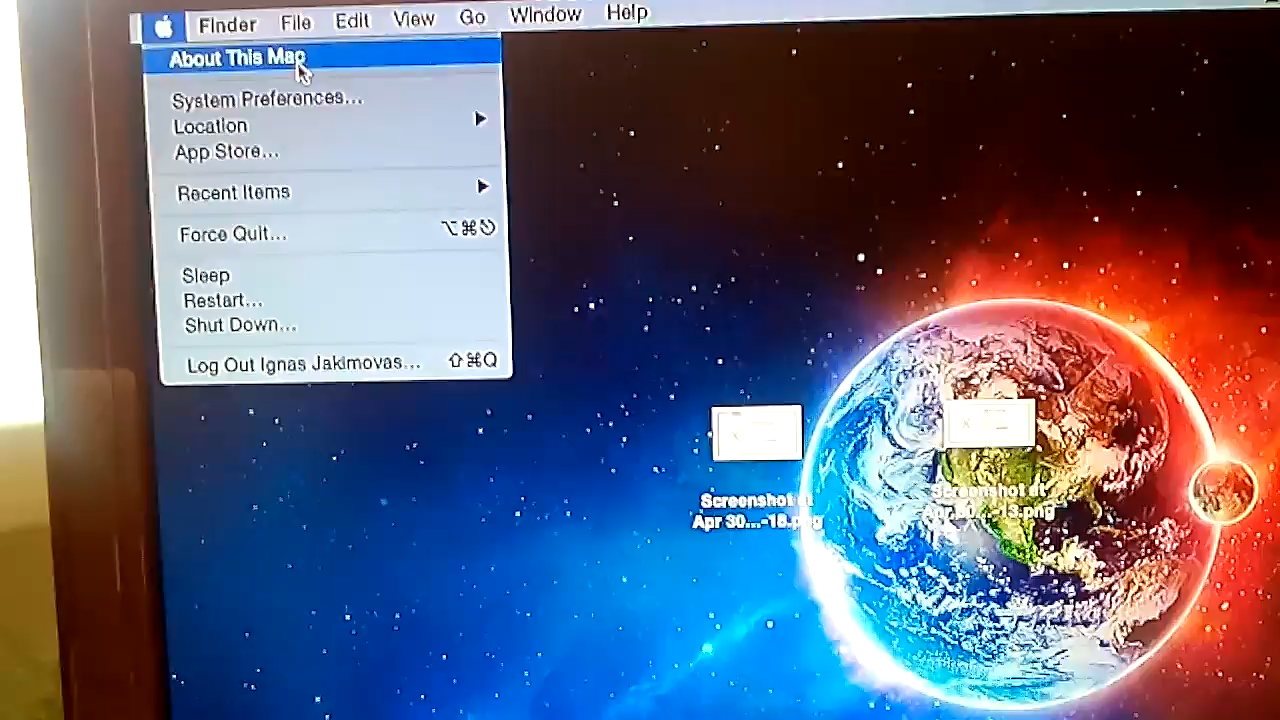 Finder File Edit View Go Window Help
About This Mac
System Preferences...
Location
App Store...
Recent Items
Force Quit... ⌥⌘⎋
Sleep
Restart...
Shut Down...
Log Out Ignas Jakimovas... ⇧⌘Q
Screenshot at
Apr 30...-18.png
Screenshot at
Apr 30...-13.png